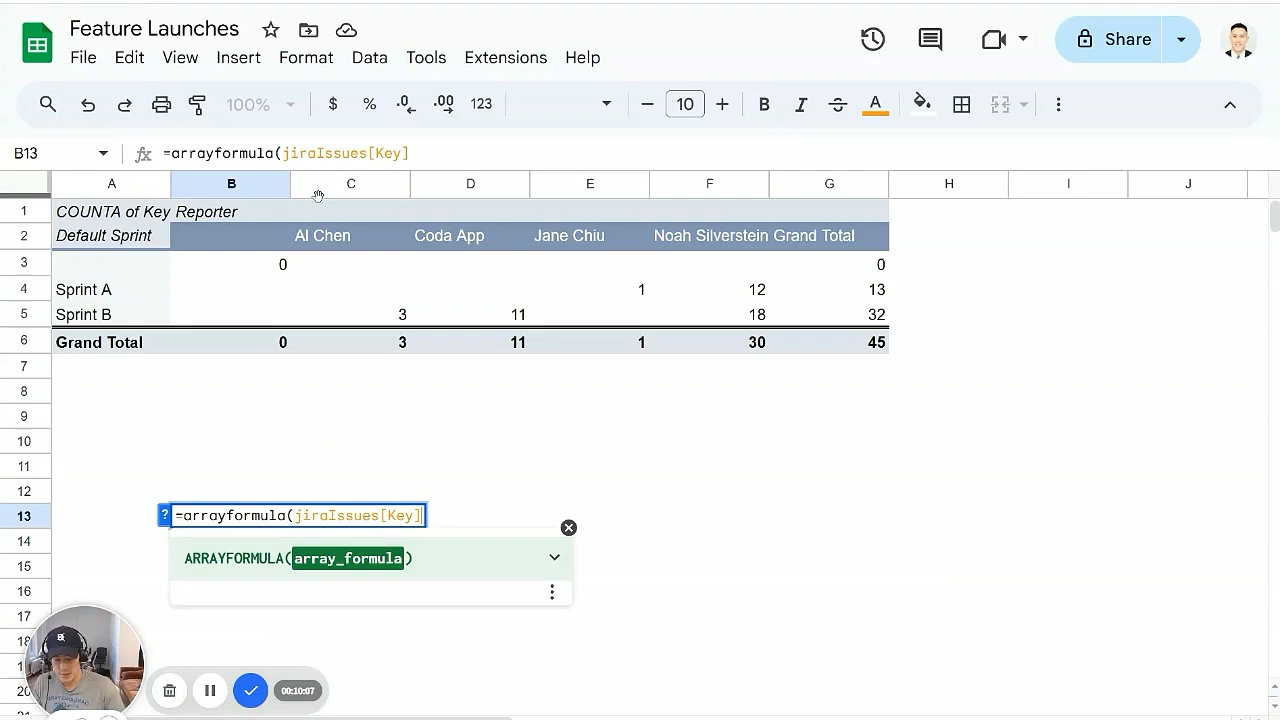 Feature Launches
File Edit View Insert Format Data Tools Extensions Help
Share
100% $ % .0 .00 123 10 B I S A
B13 fx =arrayformula(jiraIssues[Key]
A B C D E F G H I J
1 COUNTA of Key Reporter
2 Default Sprint Al Chen Coda App Jane Chiu Noah Silverstein Grand Total
3 0 0
4 Sprint A 1 12 13
5 Sprint B 3 11 18 32
6 Grand Total 0 3 11 1 30 45
7
8
9
10
11
12
13 ? =arrayformula(jiraIssues[Key]
14 ARRAYFORMULA(array_formula)
15
16
17
18
20
00:10:07